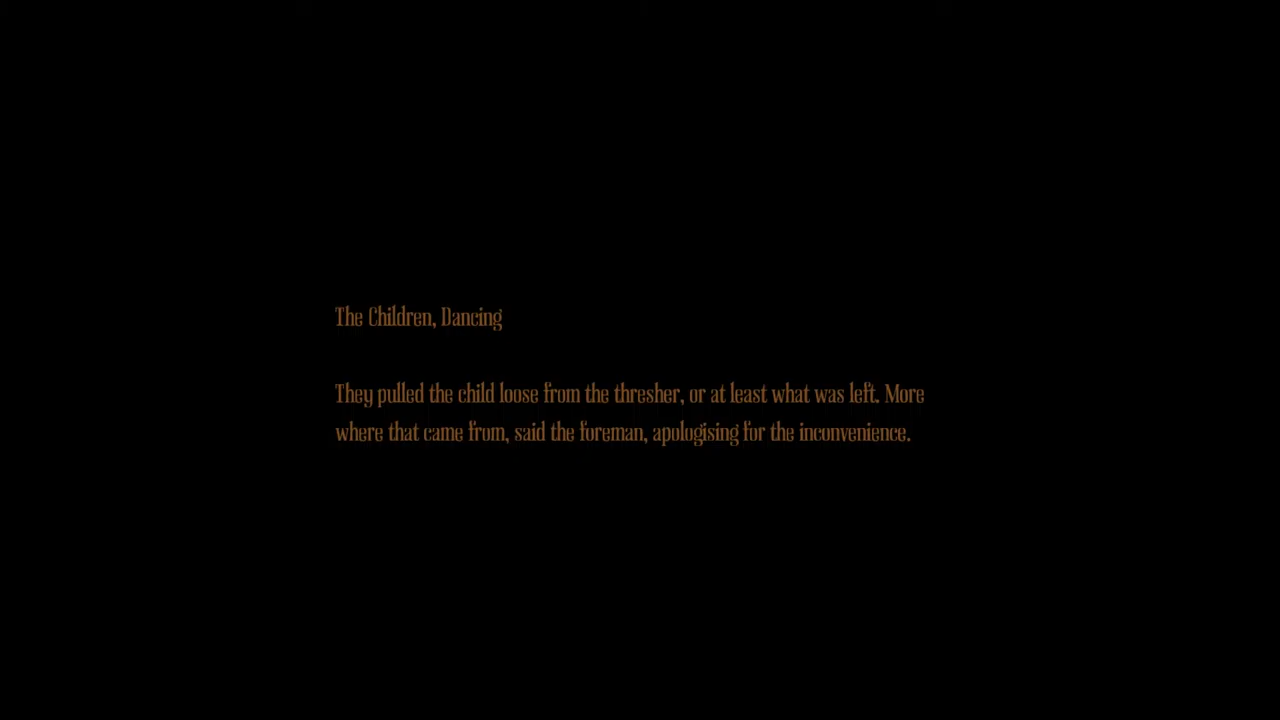 The Children, Dancing
They pulled the child loose from the thresher, or at least what was left. More
where that came from, said the foreman, apologising for the inconvenience.